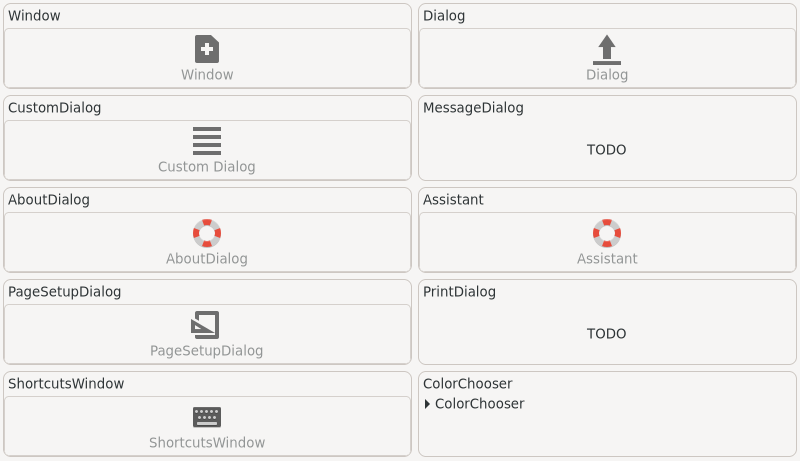 Window
Window
Dialog
Dialog
CustomDialog
Custom Dialog
MessageDialog
TODO
AboutDialog
AboutDialog
Assistant
Assistant
PageSetupDialog
PageSetupDialog
PrintDialog
TODO
ShortcutsWindow
ShortcutsWindow
ColorChooser
ColorChooser